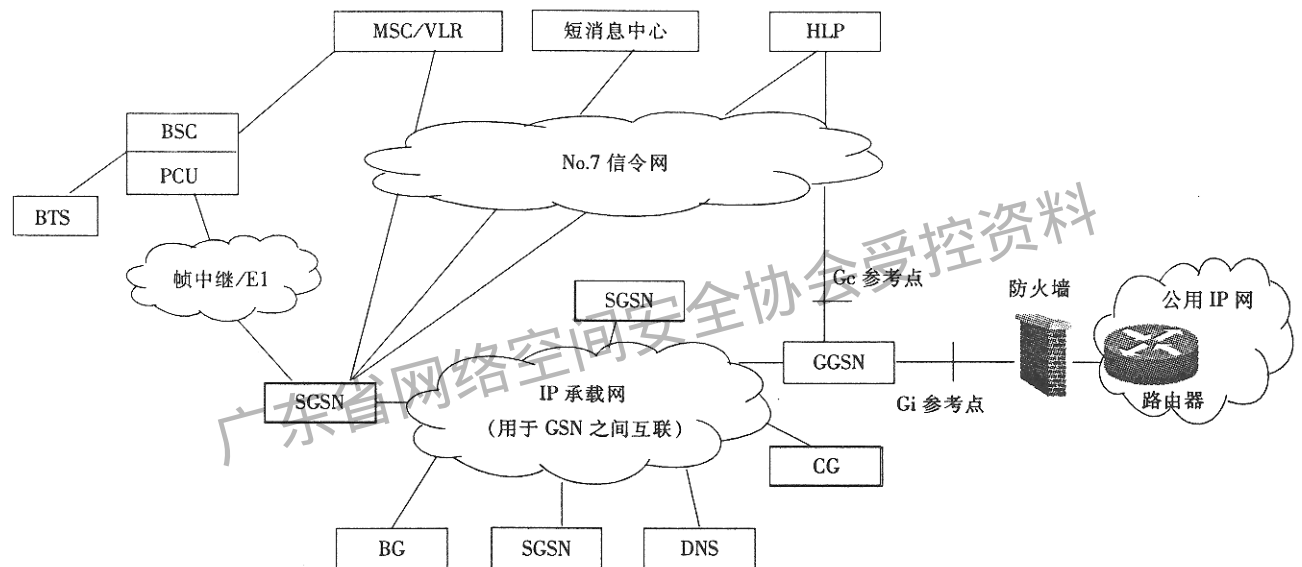 MSC/VLR
短消息中心
HLP
BSC
PCU
No.7 信令网
BTS
帧中继/E1
SGSN
Gc 参考点
防火墙
公用 IP 网
GGSN
SGSN
IP 承载网
(用于 GSN 之间互联)
Gi 参考点
路由器
CG
BG
SGSN
DNS
广东省网络空间安全协会受控资料